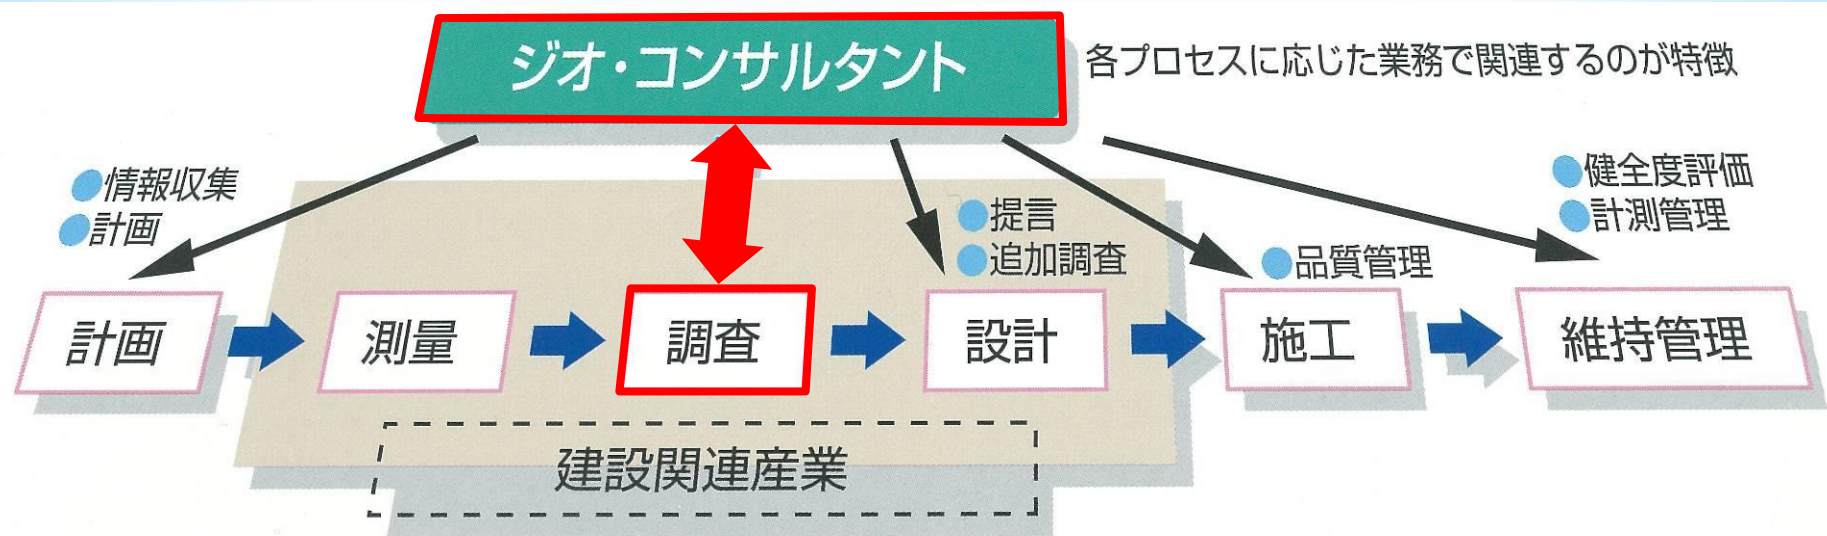 ジオ・コンサルタント
各プロセスに応じた業務で関連するのが特徴
●情報収集
●計画
●提言
●追加調査
●品質管理
●健全度評価
●計測管理
計画
測量
調査
設計
施工
維持管理
建設関連産業